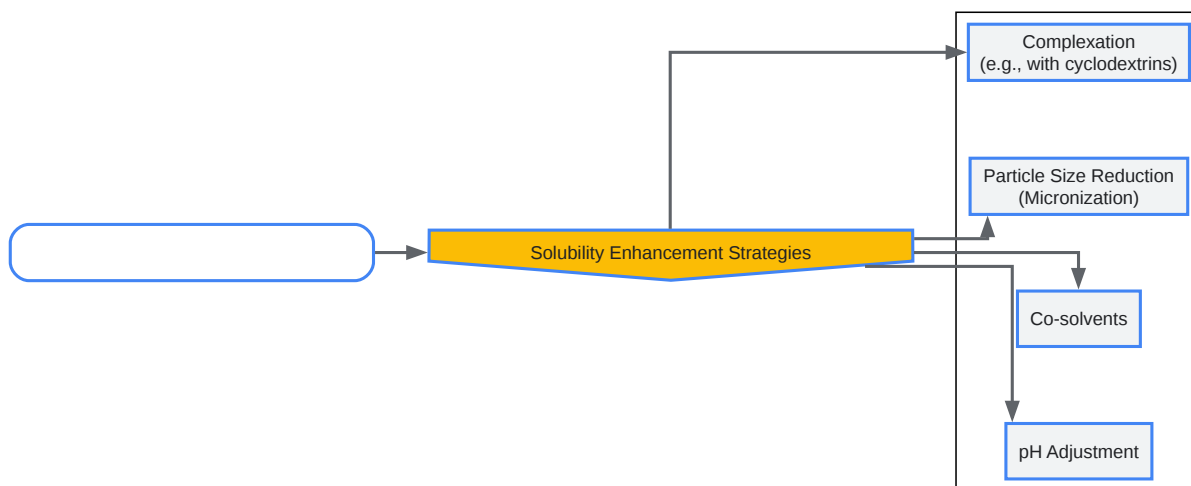 Complexation
(e.g., with cyclodextrins)
Particle Size Reduction
(Micronization)
Solubility Enhancement Strategies
Co-solvents
pH Adjustment